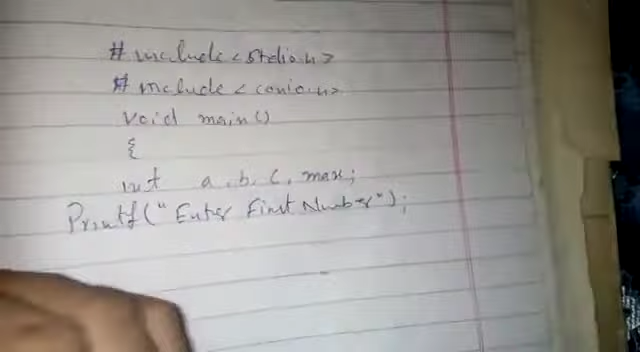 # include <stdio.h>
# include <conio.h>
void main()
{
int a, b, c, max;
Printf("Enter First Number");